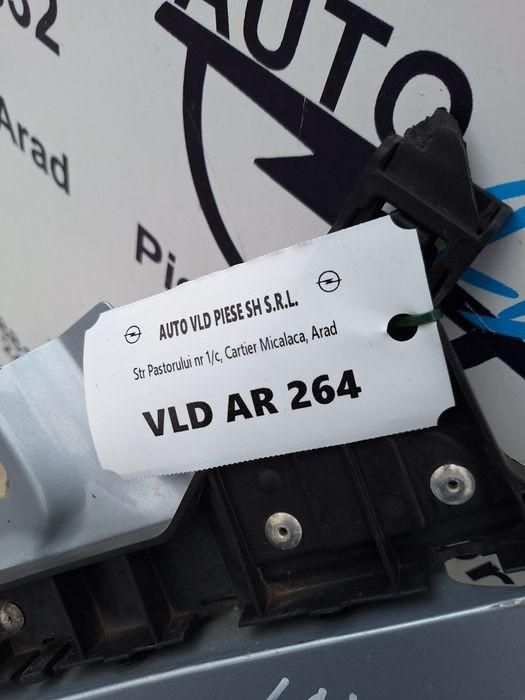 AUTO
Arad
AUTO VLD PIESE SH S.R.L.
Str Pastorului nr 1/c, Cartier Micalaca, Arad
VLD AR 264